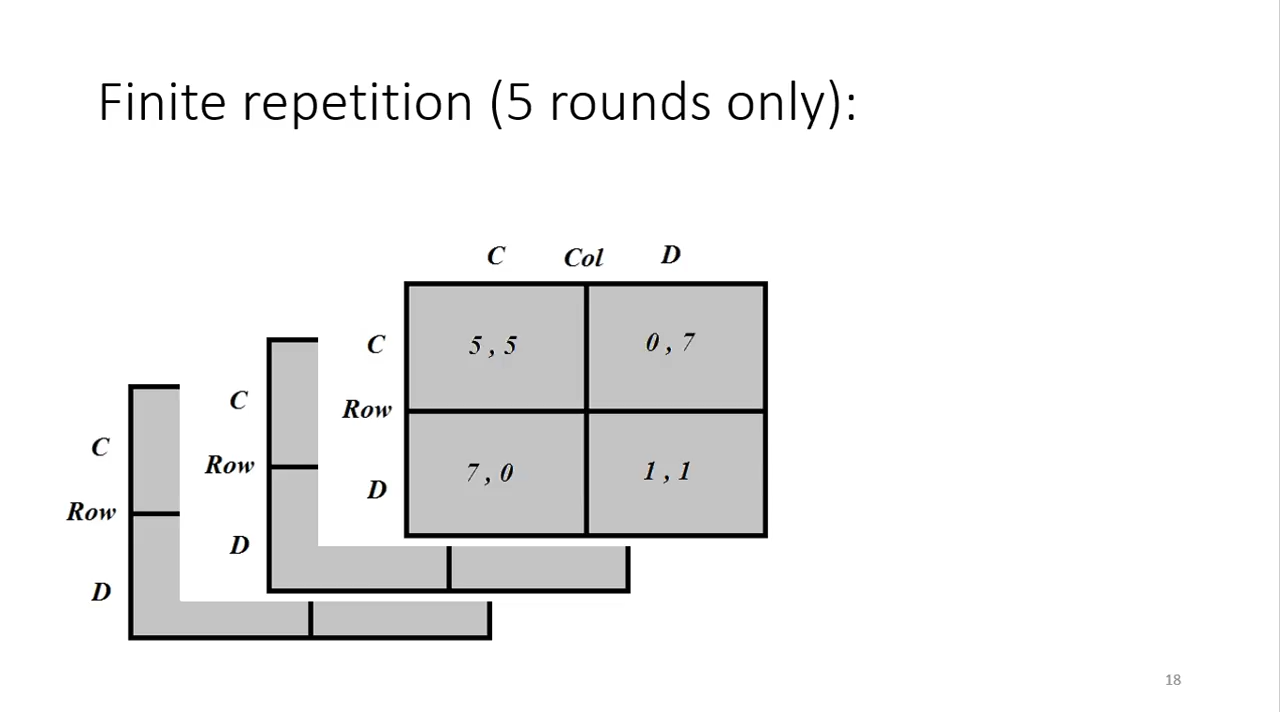 Finite repetition (5 rounds only):
C Col D
C 5 , 5 0 , 7
Row
D 7 , 0 1 , 1
C
Row
D
C
Row
D
18